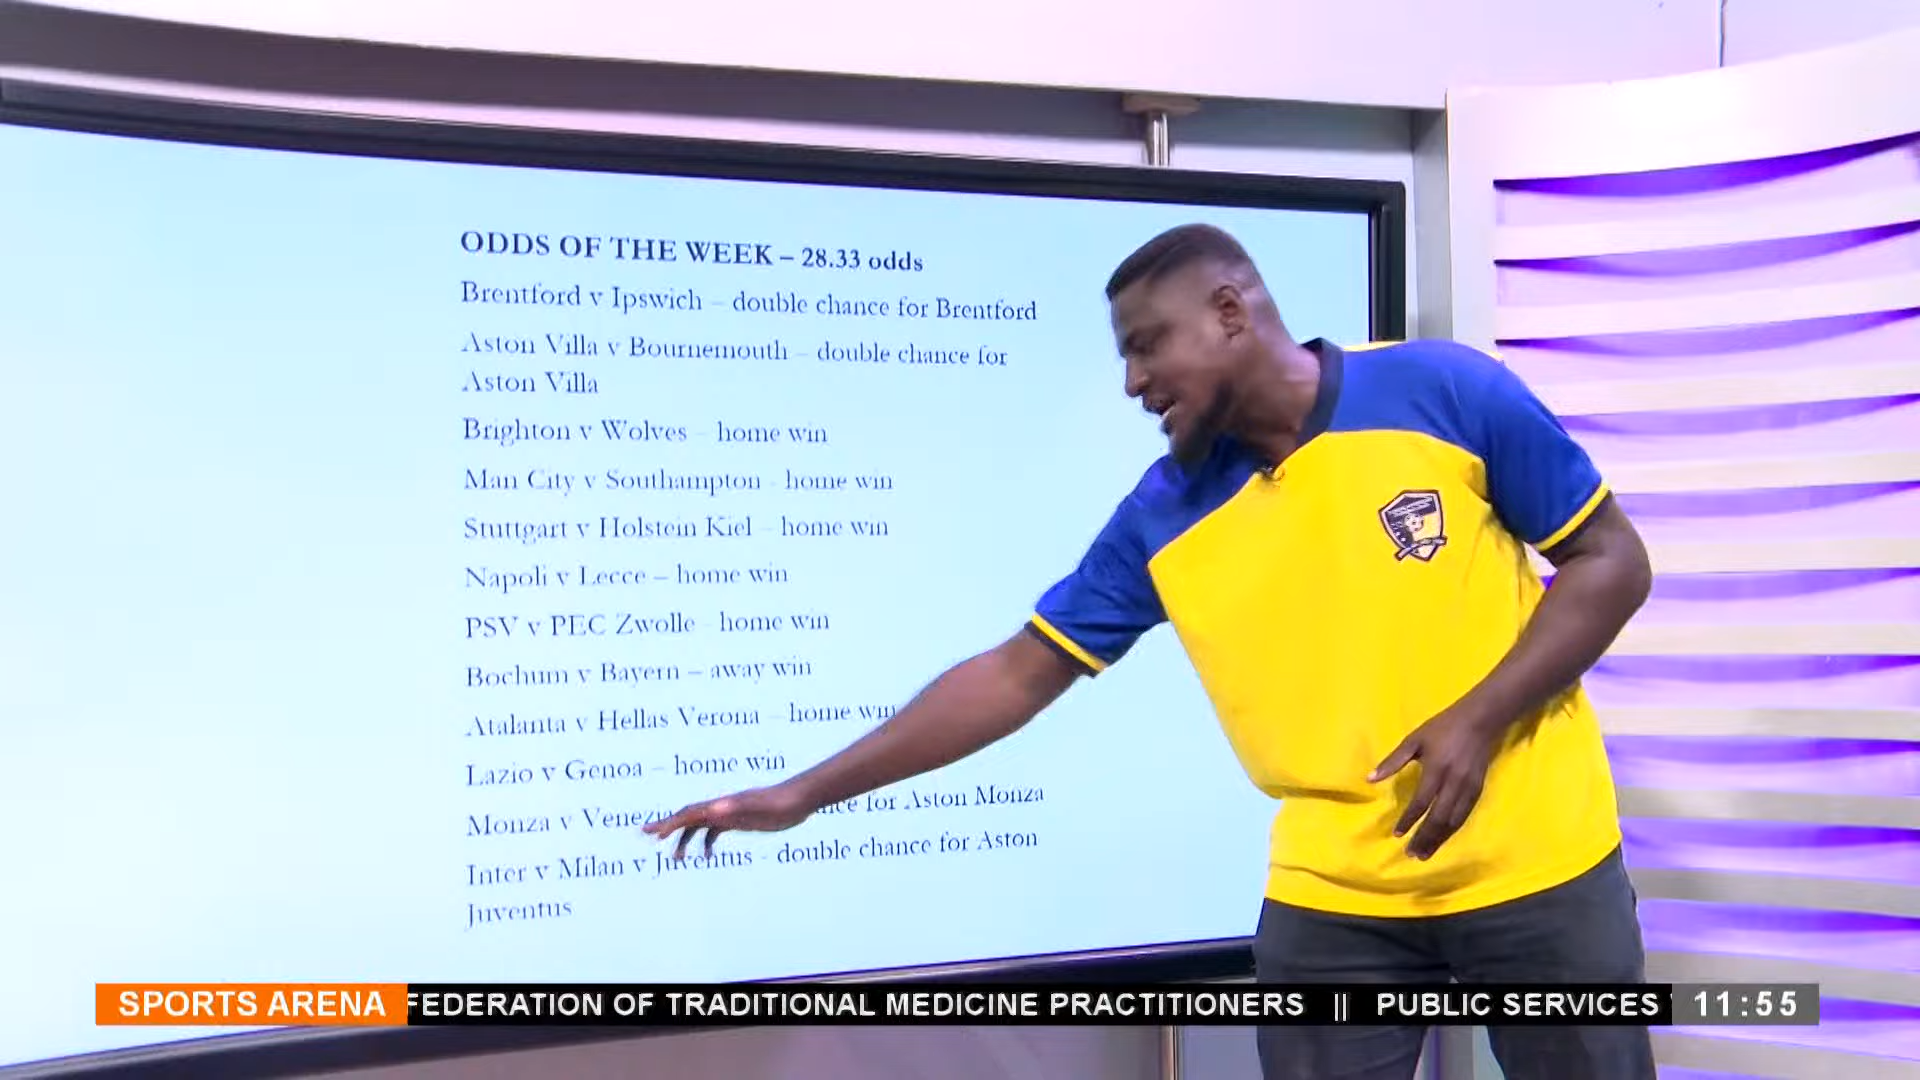 ODDS OF THE WEEK – 28.33 odds
Brentford v Ipswich – double chance for Brentford
Aston Villa v Bournemouth – double chance for
Aston Villa
Brighton v Wolves – home win
Man City v Southampton - home win
Stuttgart v Holstein Kiel – home win
Napoli v Lecce – home win
PSV v PEC Zwolle - home win
Bochum v Bayern – away win
Atalanta v Hellas Verona – home win
Lazio v Genoa – home win
Monza v Venezia for Aston Monza
Inter v Milan v Juventus - double chance for Aston
Juventus
SPORTS ARENA FEDERATION OF TRADITIONAL MEDICINE PRACTITIONERS || PUBLIC SERVICES 11:55